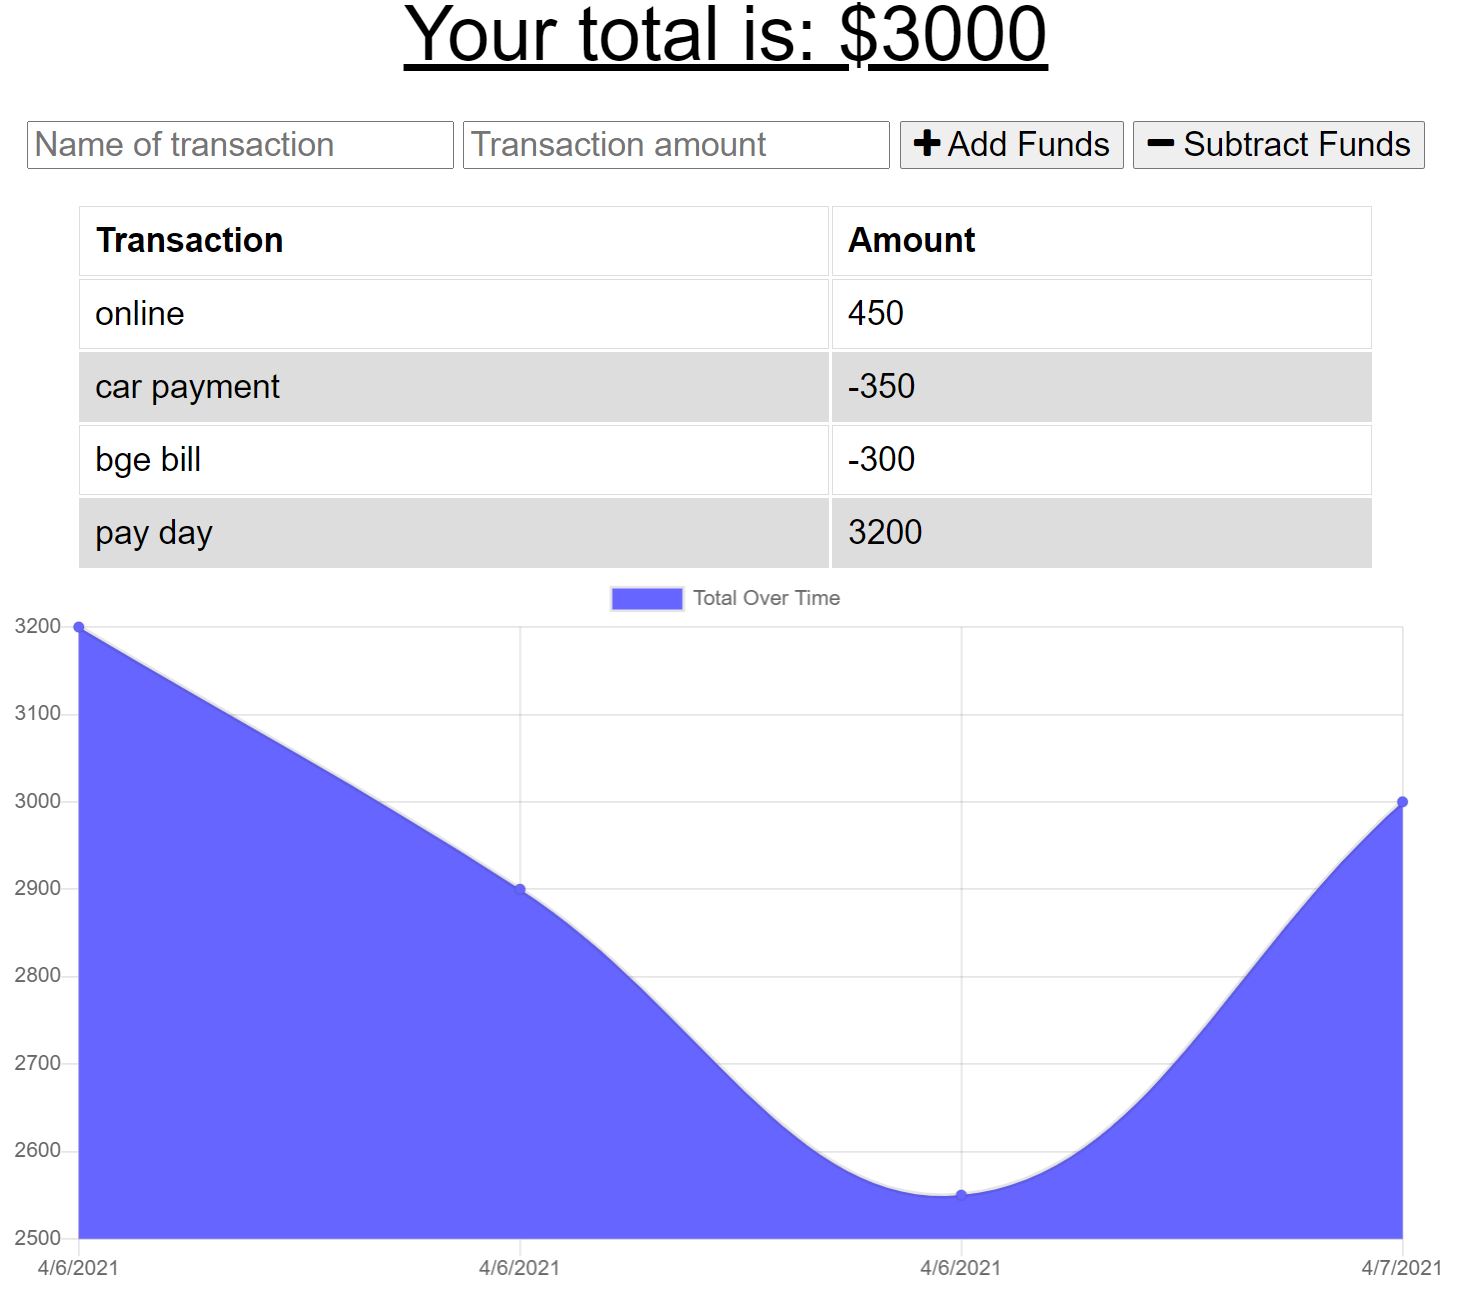 Your total is: $3000
Name of transaction Transaction amount Add Funds Subtract Funds
Transaction Amount
online 450
car payment -350
bge bill -300
pay day 3200
Total Over Time
3200
3100
3000
2900
2800
2700
2600
2500
4/6/2021 4/6/2021 4/6/2021 4/7/2021